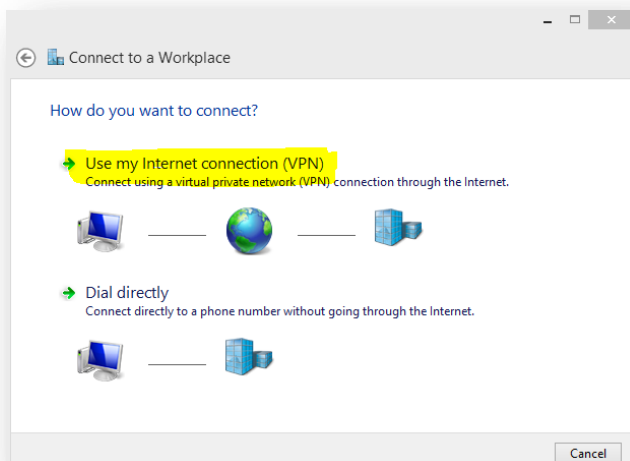 Connect to a Workplace
How do you want to connect?
Use my Internet connection (VPN)
Connect using a virtual private network (VPN) connection through the Internet.
Dial directly
Connect directly to a phone number without going through the Internet.
Cancel